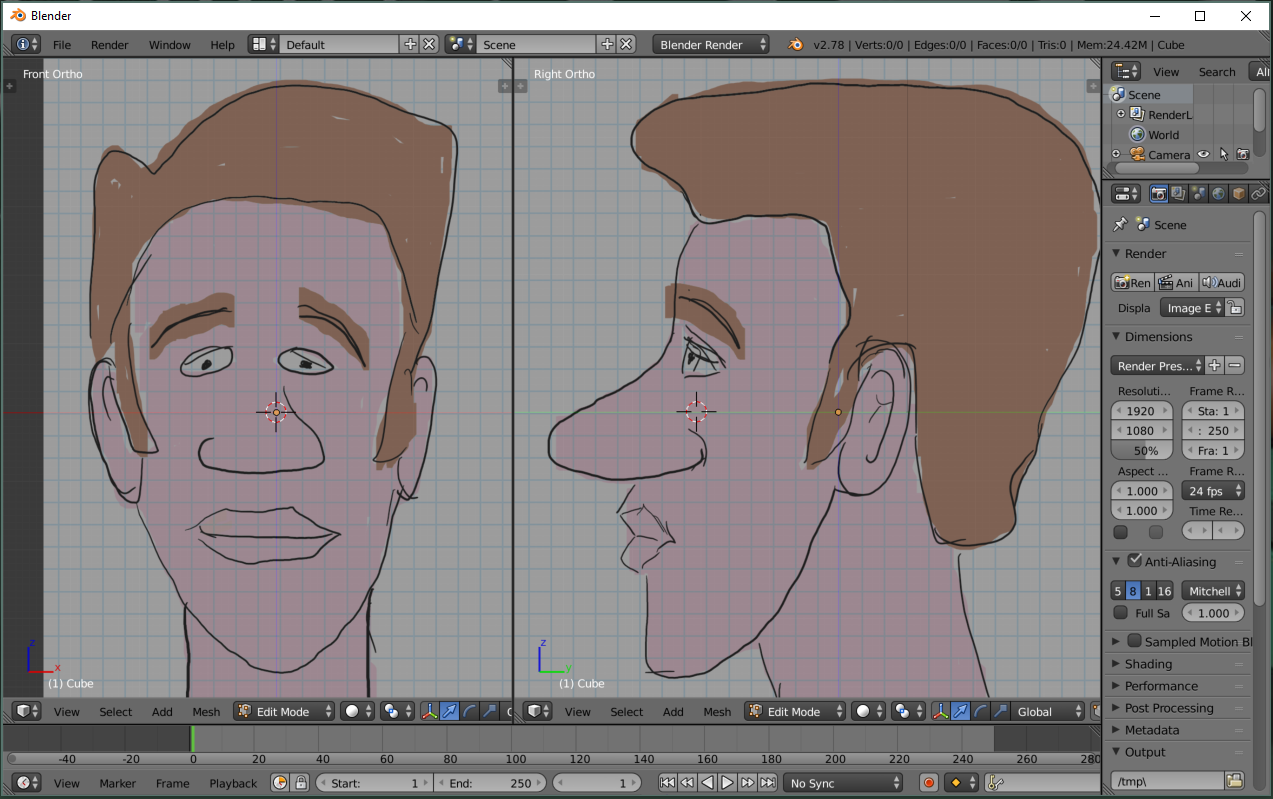 Blender
File Render Window Help Default Scene Blender Render v2.78 | Verts:0/0 | Edges:0/0 | Faces:0/0 | Tris:0 | Mem:24.42M | Cube
Front Ortho
Right Ortho
View Search All
Scene
RenderL
World
Camera
Scene
Render
Ren Ani Audi
Displa Image E
Dimensions
Render Pres...
Resoluti... Frame R...
1920 Sta: 1
1080 : 250
50% Fra: 1
Aspect ... Frame R...
1.000 24 fps
1.000 Time Re...
Anti-Aliasing
5 8 1 16 Mitchell
Full Sa 1.000
Sampled Motion Bl
Shading
Performance
Post Processing
Metadata
Output
/tmp\
z
x
(1) Cube
z
y
(1) Cube
View Select Add Mesh Edit Mode
View Select Add Mesh Edit Mode Global
-40 -20 0 20 40 60 80 100 120 140 160 180 200 220 240 260 280
View Marker Frame Playback Start: 1 End: 250 1 No Sync